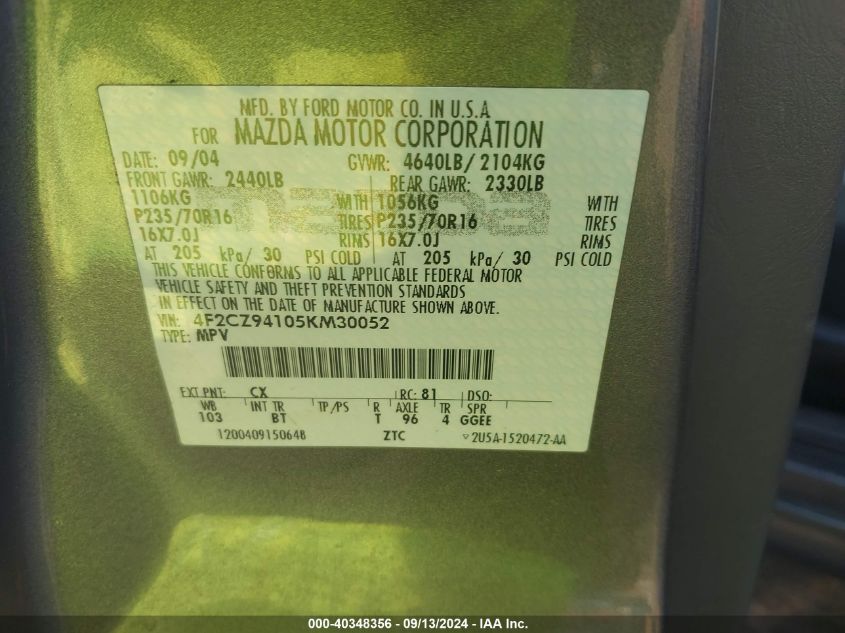 MFD. BY FORD MOTOR CO. IN U.S.A
FOR MAZDA MOTOR CORPORATION
DATE: 09/04 GVWR: 4640LB/ 2104KG
FRONT GAWR: 2440LB REAR GAWR: 2330LB
1106KG WITH 1056KG WITH
P235/70R16 TIRES P235/70R16 TIRES
16X7.0J RIMS 16X7.0J RIMS
AT 205 kPa/ 30 PSI COLD AT 205 kPa/ 30 PSI COLD
THIS VEHICLE CONFORMS TO ALL APPLICABLE FEDERAL MOTOR
VEHICLE SAFETY AND THEFT PREVENTION STANDARDS
IN EFFECT ON THE DATE OF MANUFACTURE SHOWN ABOVE.
VIN: 4F2CZ94105KM30052
TYPE: MPV
EXT PNT: CX RC: 81 DSO:
WB INT TR TP/PS R AXLE TR SPR
103 BT T 96 4 GGEE
120040915064B ZTC 2U5A-1520472-AA
000-40348356 - 09/13/2024 - IAA Inc.